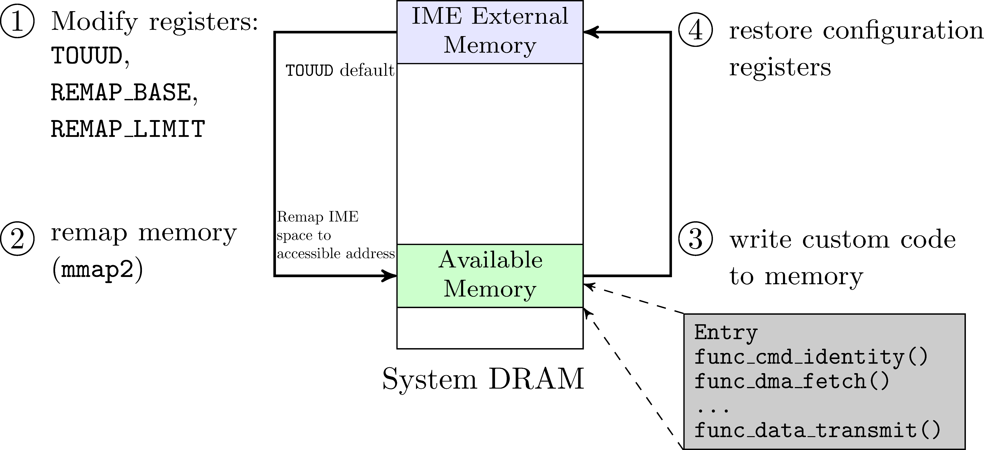 1 Modify registers:
TOUUD,
REMAP_BASE,
REMAP_LIMIT
2 remap memory
(mmap2)
IME External
Memory
TOUUD default
Remap IME
space to
accessible address
Available
Memory
System DRAM
4 restore configuration
registers
3 write custom code
to memory
Entry
func_cmd_identity()
func_dma_fetch()
...
func_data_transmit()